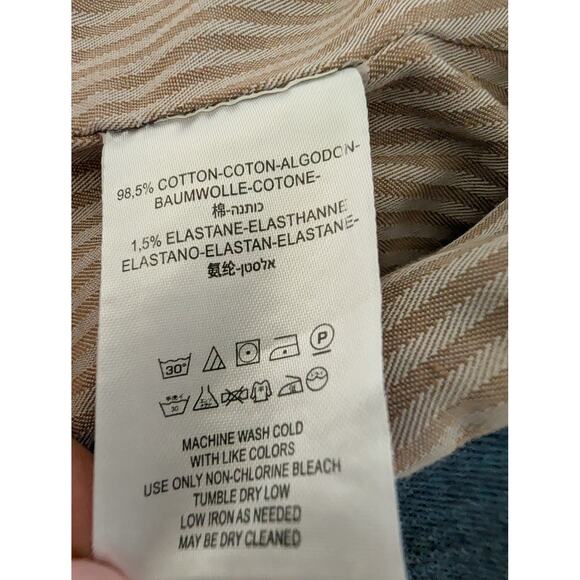 98,5% COTTON-COTON-ALGODON-
BAUMWOLLE-COTONE-
棉-כותנה
1,5% ELASTANE-ELASTHANNE
ELASTANO-ELASTAN-ELASTANE-
氨纶-אלסטן
30°
P
30
MACHINE WASH COLD
WITH LIKE COLORS
USE ONLY NON-CHLORINE BLEACH
TUMBLE DRY LOW
LOW IRON AS NEEDED
MAY BE DRY CLEANED